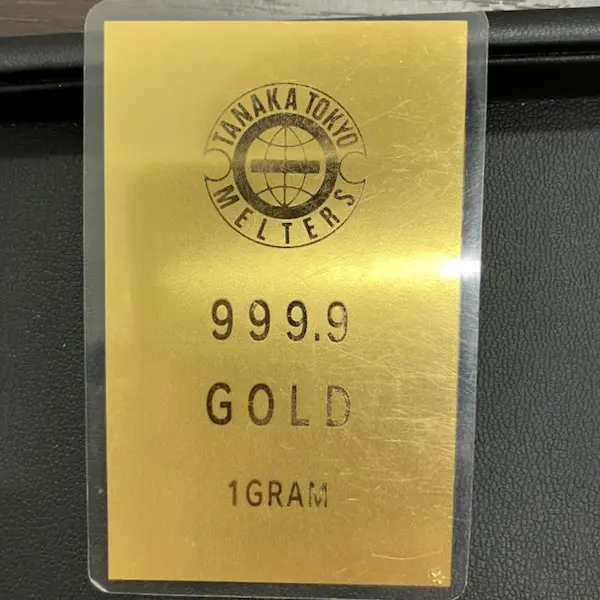 TANAKA TOKYO
MELTERS
999.9
GOLD
1GRAM